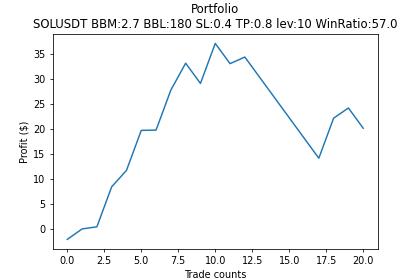 Portfolio
SOLUSDT BBM:2.7 BBL:180 SL:0.4 TP:0.8 lev:10 WinRatio:57.0
35
30
25
20
15
10
5
0
Profit ($)
0.0 2.5 5.0 7.5 10.0 12.5 15.0 17.5 20.0
Trade counts